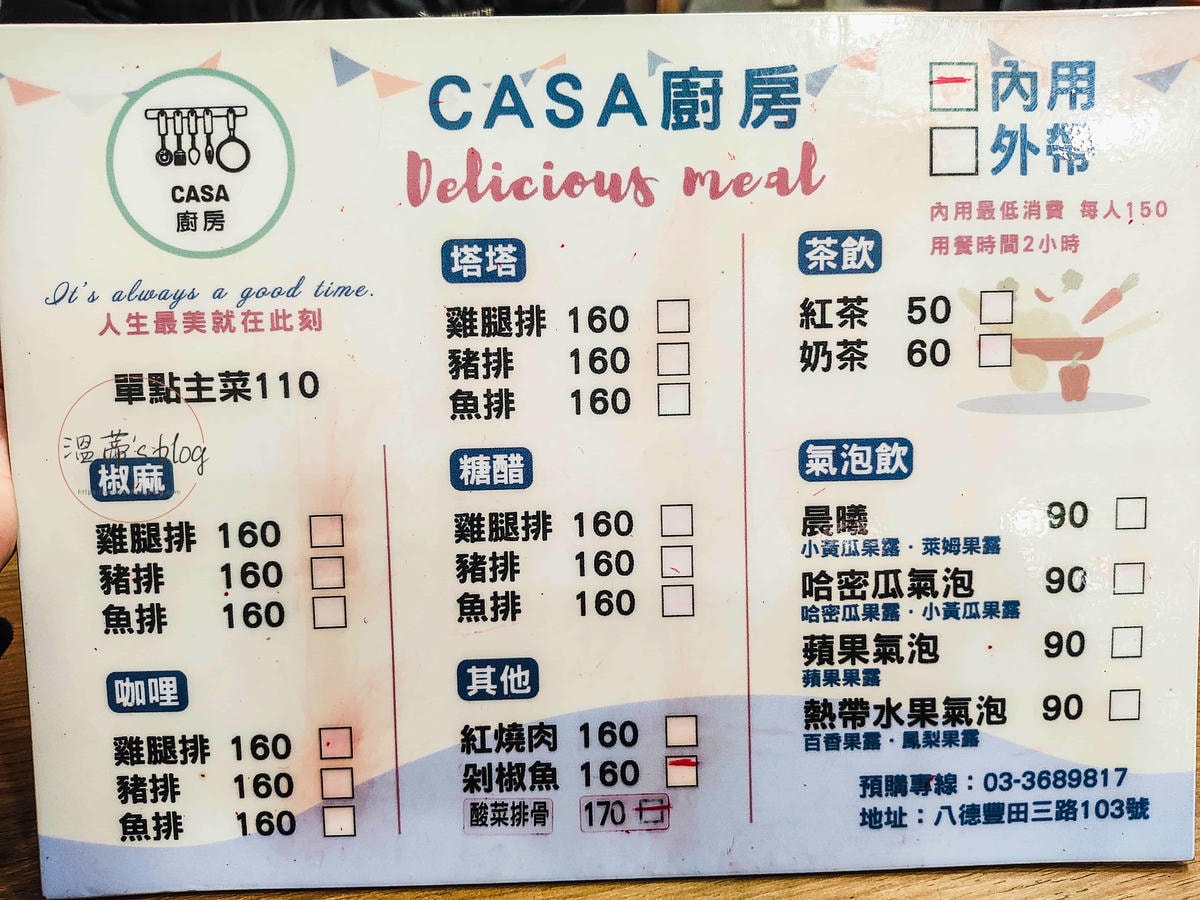 CASA廚房
Delicious meal
內用
外帶
內用最低消費 每人150
用餐時間2小時
CASA
廚房
It's always a good time.
人生最美就在此刻
單點主菜110
溫蒂's blog
椒麻
雞腿排 160
豬排 160
魚排 160
咖哩
雞腿排 160
豬排 160
魚排 160
塔塔
雞腿排 160
豬排 160
魚排 160
糖醋
雞腿排 160
豬排 160
魚排 160
其他
紅燒肉 160
剁椒魚 160
酸菜排骨 170
茶飲
紅茶 50
奶茶 60
氣泡飲
晨曦 90
小黃瓜果露·萊姆果露
哈密瓜氣泡 90
哈密瓜果露·小黃瓜果露
蘋果氣泡 90
蘋果果露
熱帶水果氣泡 90
百香果露·鳳梨果露
預購專線：03-3689817
地址：八德豐田三路103號